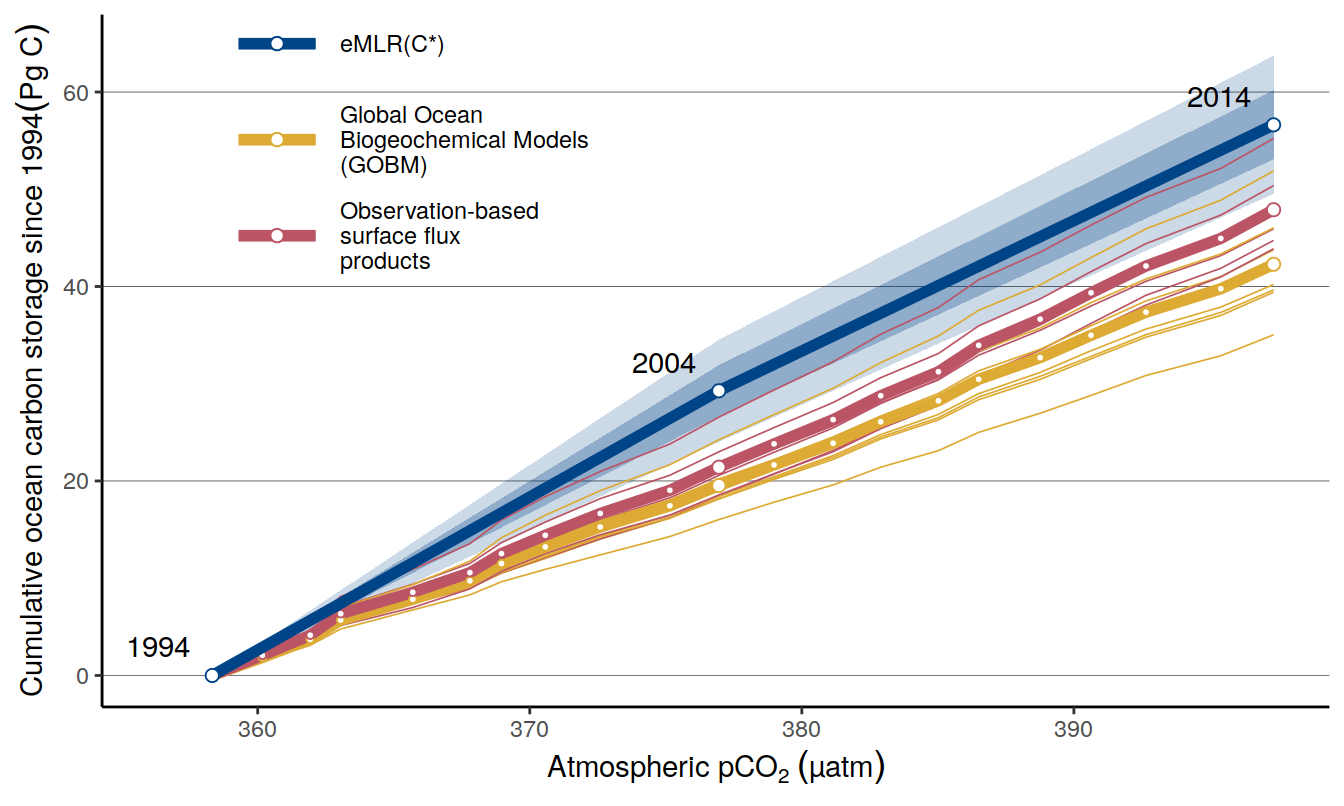 Cumulative ocean carbon storage since 1994(Pg C)
eMLR(C*)
Global Ocean
Biogeochemical Models
(GOBM)
Observation-based
surface flux
products
60
40
20
0
2014
2004
1994
360
370
380
390
Atmospheric pCO₂ (µatm)